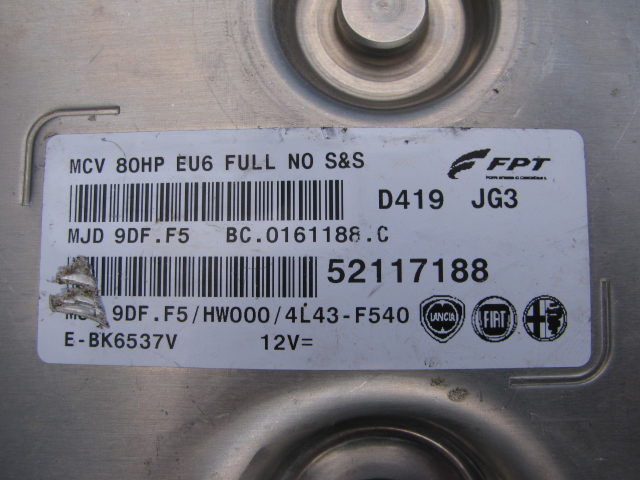 MCV 80HP EU6 FULL NO S&S
FPT
D419 JG3
MJD 9DF.F5 BC.0161188.C
52117188
9DF.F5/HW000/4L43-F540
LANCIA
FIAT
E-BK6537V 12V=